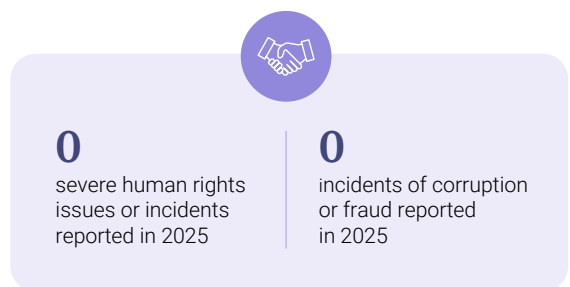 0
severe human rights
issues or incidents
reported in 2025
0
incidents of corruption
or fraud reported
in 2025